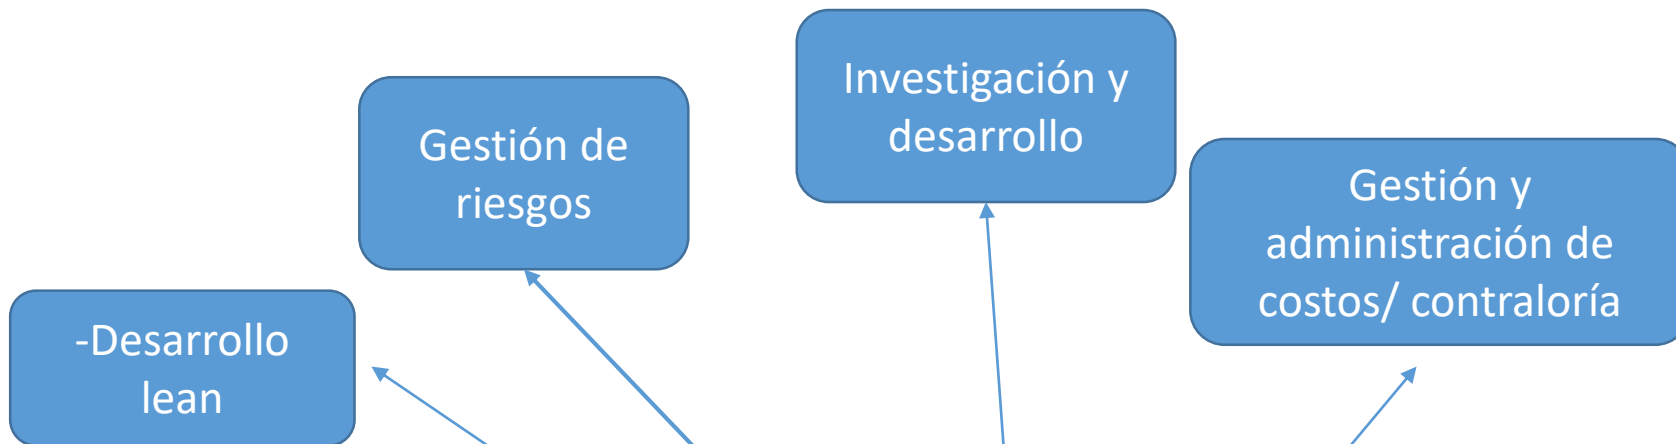 Investigación y
desarrollo
Gestión de
riesgos
Gestión y
administración de
costos/ contraloría
-Desarrollo
lean